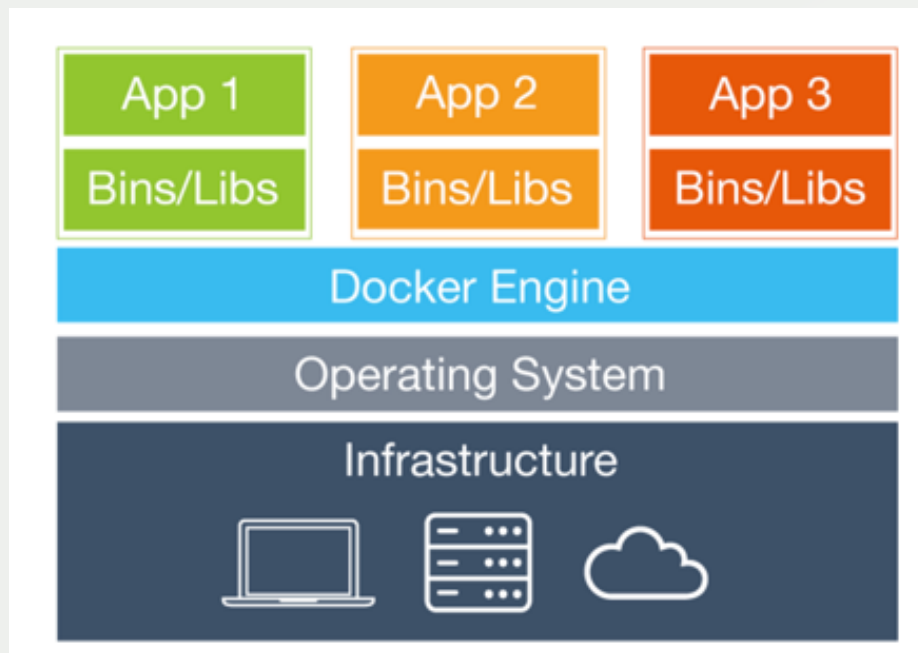 App 1
App 2
App 3
Bins/Libs
Bins/Libs
Bins/Libs
Docker Engine
Operating System
Infrastructure